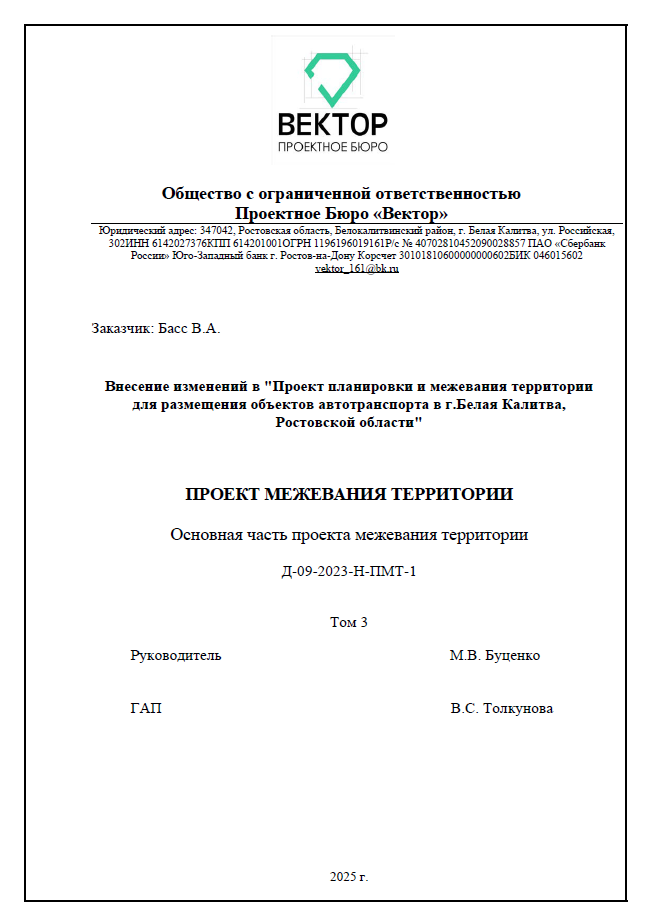 ВЕКТОР
ПРОЕКТНОЕ БЮРО
Общество с ограниченной ответственностью
Проектное Бюро «Вектор»
Юридический адрес: 347042, Ростовская область, Белокалитвинский район, г. Белая Калитва, ул. Российская,
302ИНН 6142027376КПП 614201001ОГРН 1196196019161Р/с № 40702810452090028857 ПАО «Сбербанк
России» Юго-Западный банк г. Ростов-на-Дону Корсчет 30101810600000000602БИК 046015602
vektor_161@bk.ru
Заказчик: Басс В.А.
Внесение изменений в "Проект планировки и межевания территории
для размещения объектов автотранспорта в г.Белая Калитва,
Ростовской области"
ПРОЕКТ МЕЖЕВАНИЯ ТЕРРИТОРИИ
Основная часть проекта межевания территории
Д-09-2023-Н-ПМТ-1
Том 3
Руководитель М.В. Буценко
ГАП В.С. Толкунова
2025 г.